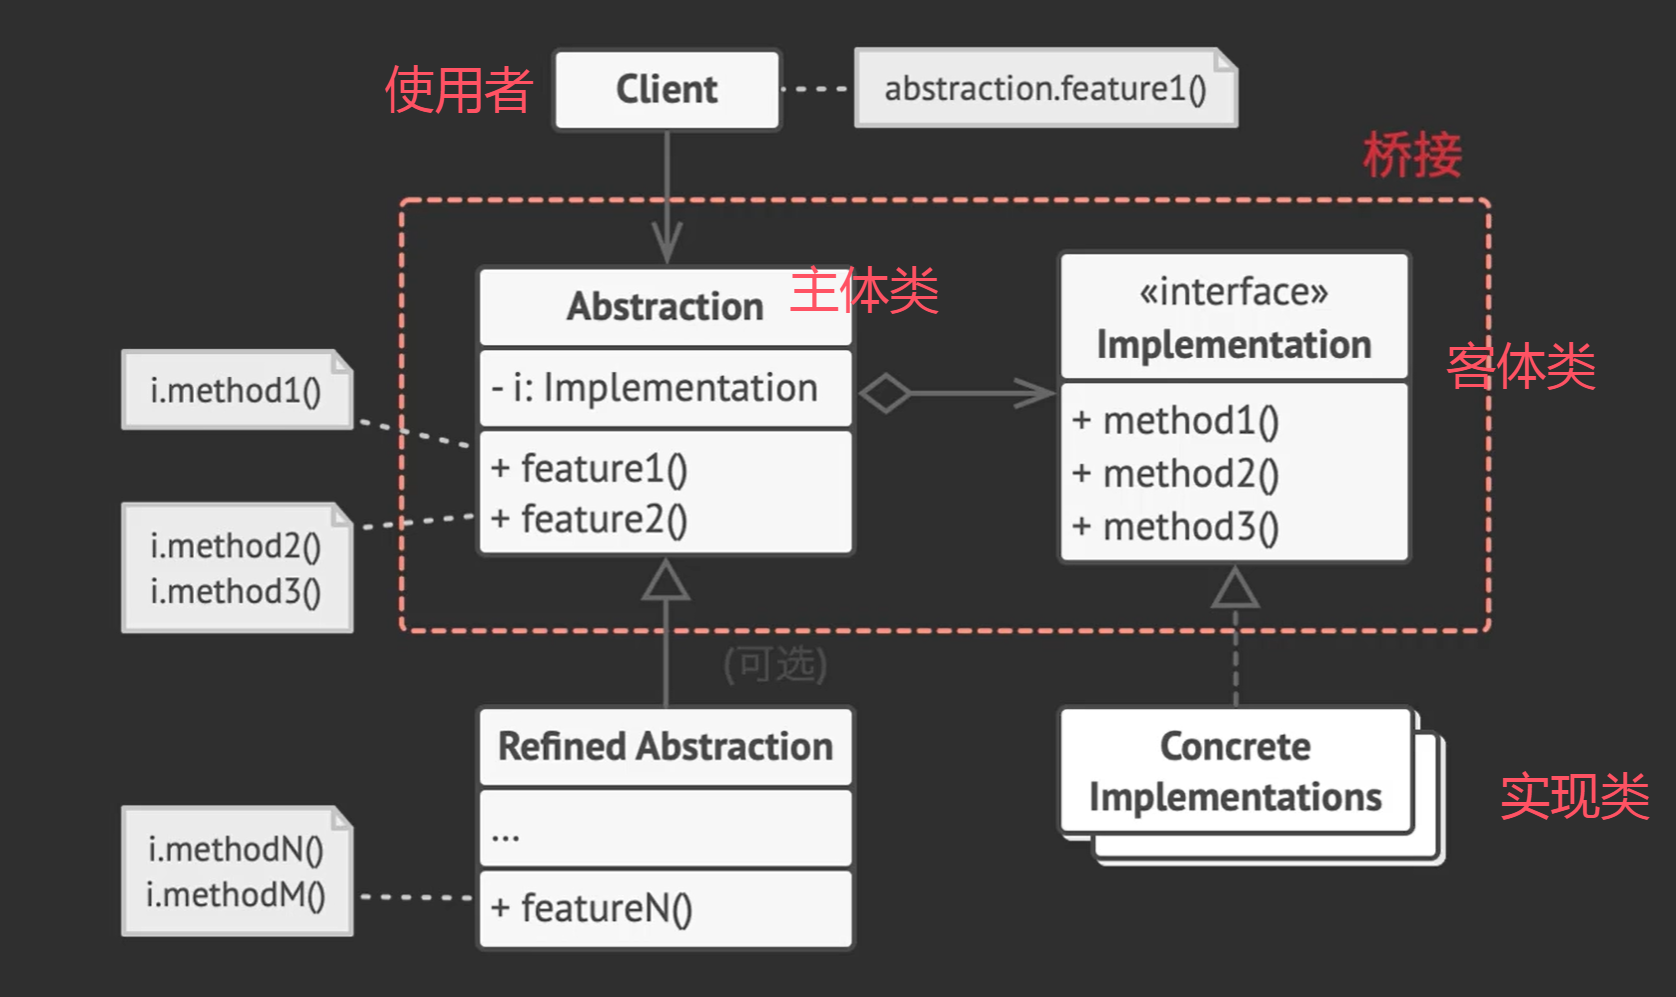 使用者
Client
abstraction.feature1()
桥接
Abstraction
主体类
- i: Implementation
+ feature1()
+ feature2()
«interface»
Implementation
客体类
+ method1()
+ method2()
+ method3()
i.method1()
i.method2()
i.method3()
(可选)
Refined Abstraction
...
+ featureN()
Concrete
Implementations
实现类
i.methodN()
i.methodM()